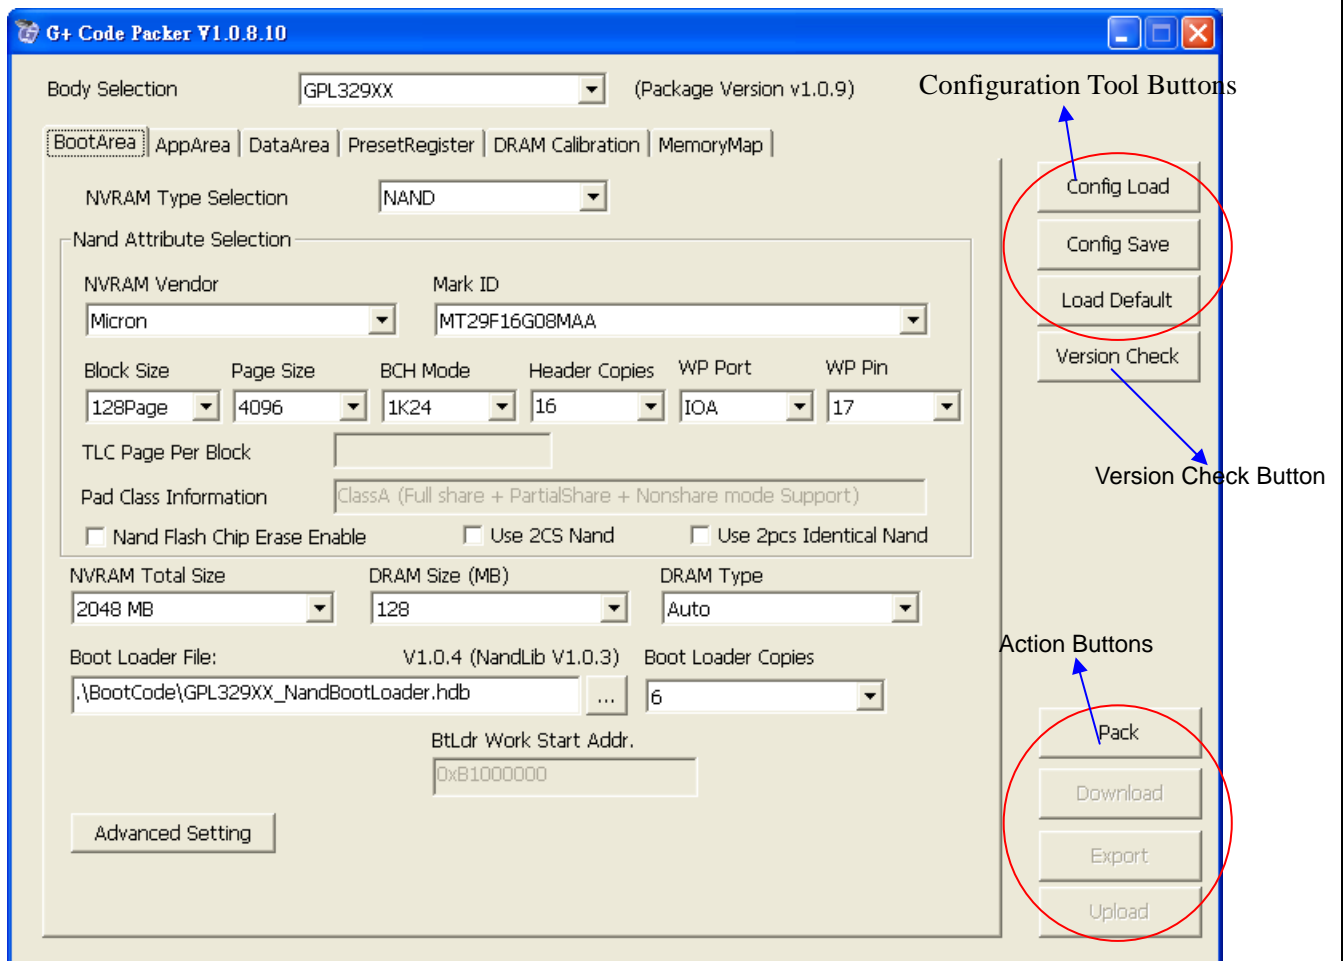 G+ Code Packer V1.0.8.10
Body Selection GPL329XX (Package Version v1.0.9)
Configuration Tool Buttons
BootArea AppArea DataArea PresetRegister DRAM Calibration MemoryMap
NVRAM Type Selection NAND
Config Load
Nand Attribute Selection
Config Save
NVRAM Vendor Mark ID
Load Default
Micron MT29F16G08MAA
Version Check
Block Size Page Size BCH Mode Header Copies WP Port WP Pin
128Page 4096 1K24 16 IOA 17
TLC Page Per Block
Version Check Button
Pad Class Information ClassA (Full share + PartialShare + Nonshare mode Support)
Nand Flash Chip Erase Enable Use 2CS Nand Use 2pcs Identical Nand
NVRAM Total Size DRAM Size (MB) DRAM Type
2048 MB 128 Auto
Action Buttons
Boot Loader File: V1.0.4 (NandLib V1.0.3) Boot Loader Copies
.\BootCode\GPL329XX_NandBootLoader.hdb ... 6
Pack
BtLdr Work Start Addr.
0xB1000000
Download
Advanced Setting
Export
Upload